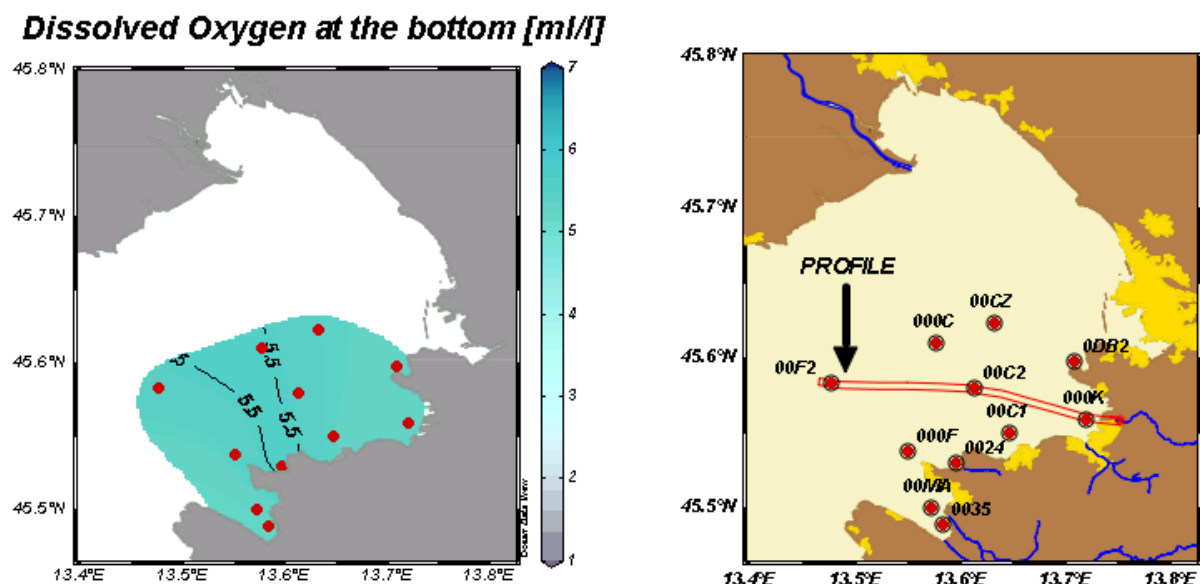 Dissolved Oxygen at the bottom [ml/l]
45.8°N
45.7°N
45.6°N
45.5°N
13.4°E 13.5°E 13.6°E 13.7°E 13.8°E
5.5
5.5
5.5
7
6
5
4
3
2
1
Ocean Data View
45.8°N
45.7°N
45.6°N
45.5°N
13.4°E 13.5°E 13.6°E 13.7°E 13.8°E
PROFILE
00CZ
000C
0DB2
00F2
00C2
000K
00C1
000F
0024
00MA
0035